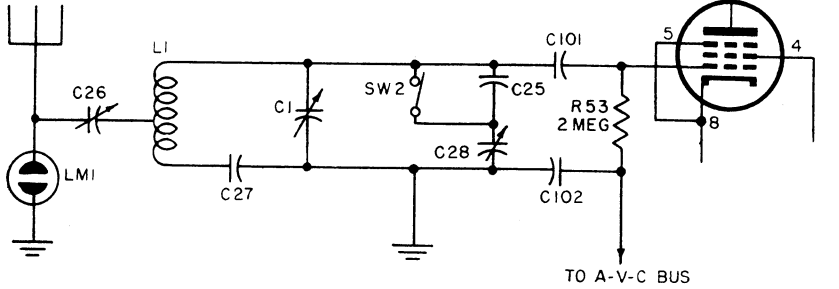 L1
C26
C1
SW2
C25
C28
C27
LM1
C101
C102
R53
2 MEG
5
4
8
TO A-V-C BUS